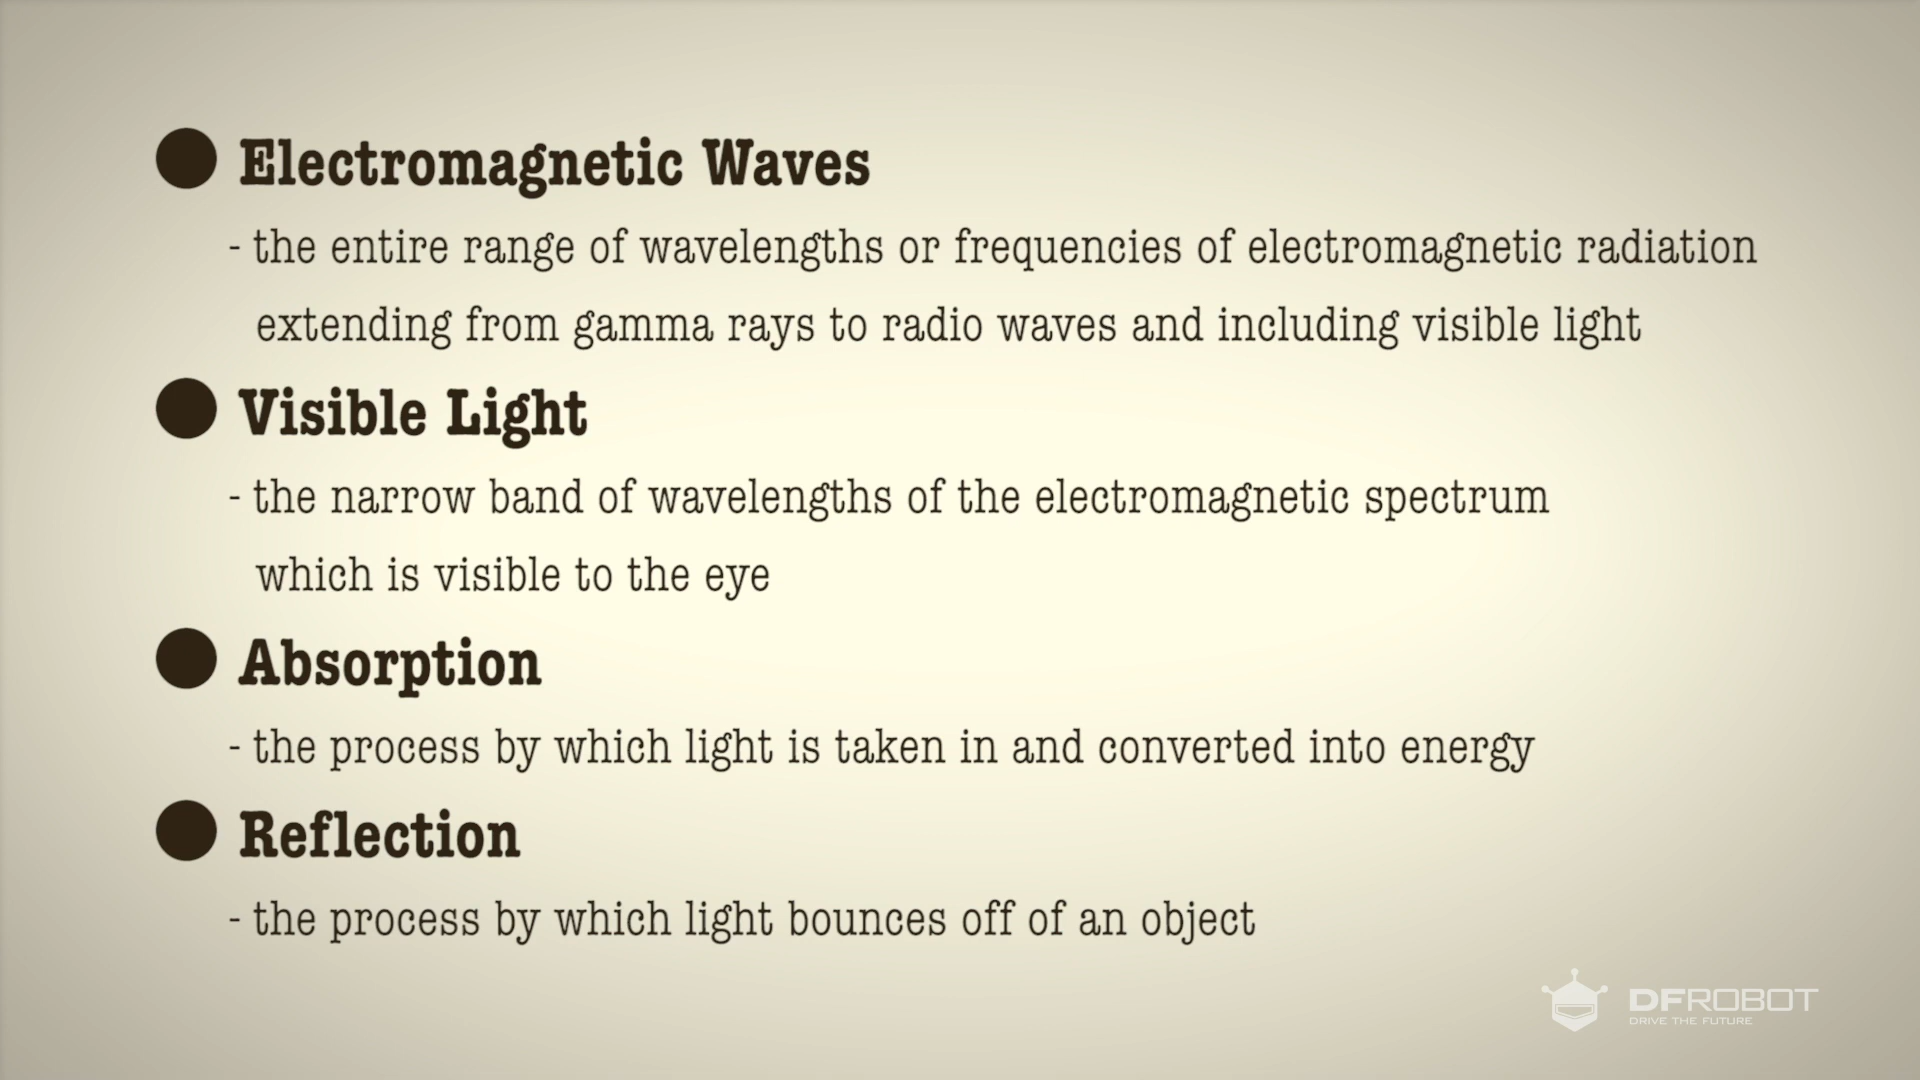 ● Electromagnetic Waves
- the entire range of wavelengths or frequencies of electromagnetic radiation
extending from gamma rays to radio waves and including visible light
● Visible Light
- the narrow band of wavelengths of the electromagnetic spectrum
which is visible to the eye
● Absorption
- the process by which light is taken in and converted into energy
● Reflection
- the process by which light bounces off of an object
DFROBOT
DRIVE THE FUTURE